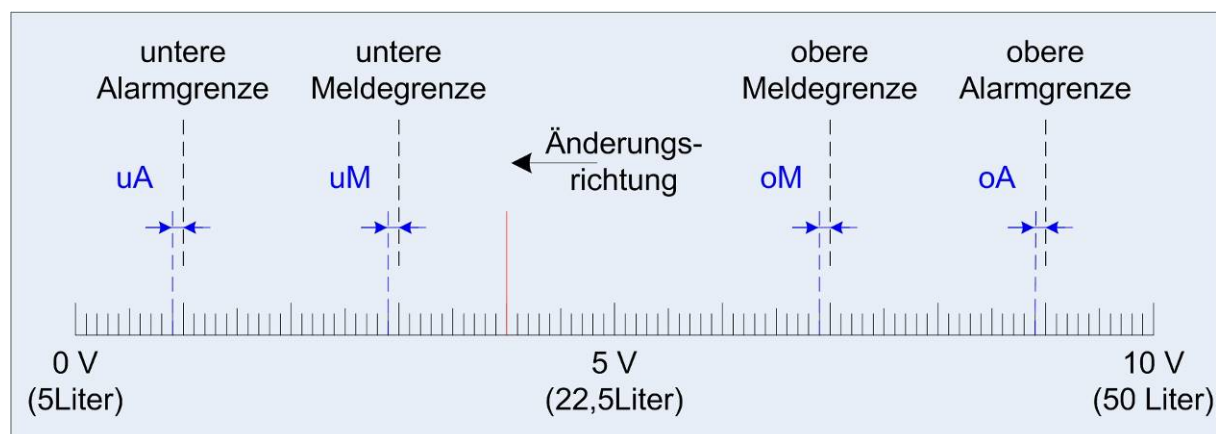 untere
Alarmgrenze
untere
Meldegrenze
obere
Meldegrenze
obere
Alarmgrenze
Änderungs-
richtung
uA
uM
oM
oA
0 V
(5Liter)
5 V
(22,5Liter)
10 V
(50 Liter)